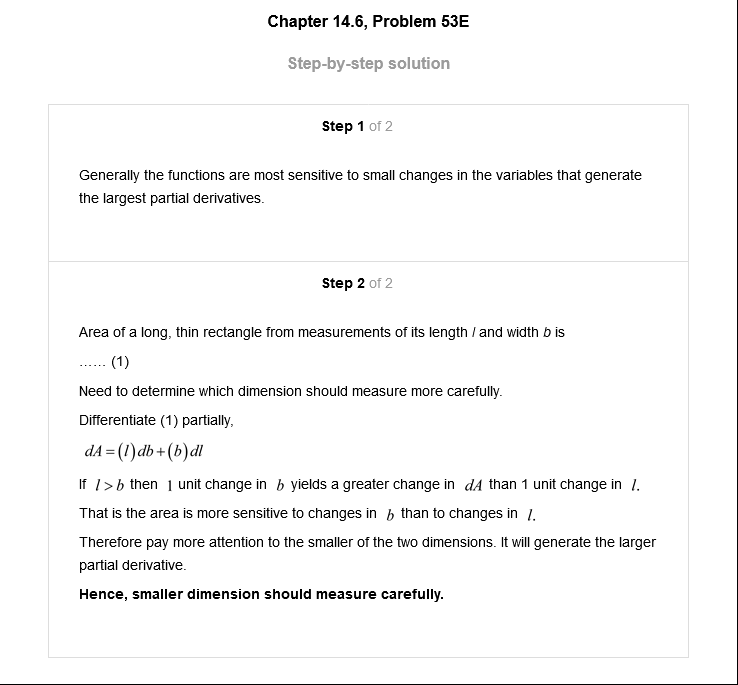 Chapter 14.6, Problem 53E
Step-by-step solution
Step 1 of 2
Generally the functions are most sensitive to small changes in the variables that generate
the largest partial derivatives.
Step 2 of 2
Area of a long, thin rectangle from measurements of its length l and width b is
...... (1)
Need to determine which dimension should measure more carefully.
Differentiate (1) partially,
dA = (l)db + (b)dl
If l > b then 1 unit change in b yields a greater change in dA than 1 unit change in l.
That is the area is more sensitive to changes in b than to changes in l.
Therefore pay more attention to the smaller of the two dimensions. It will generate the larger
partial derivative.
Hence, smaller dimension should measure carefully.